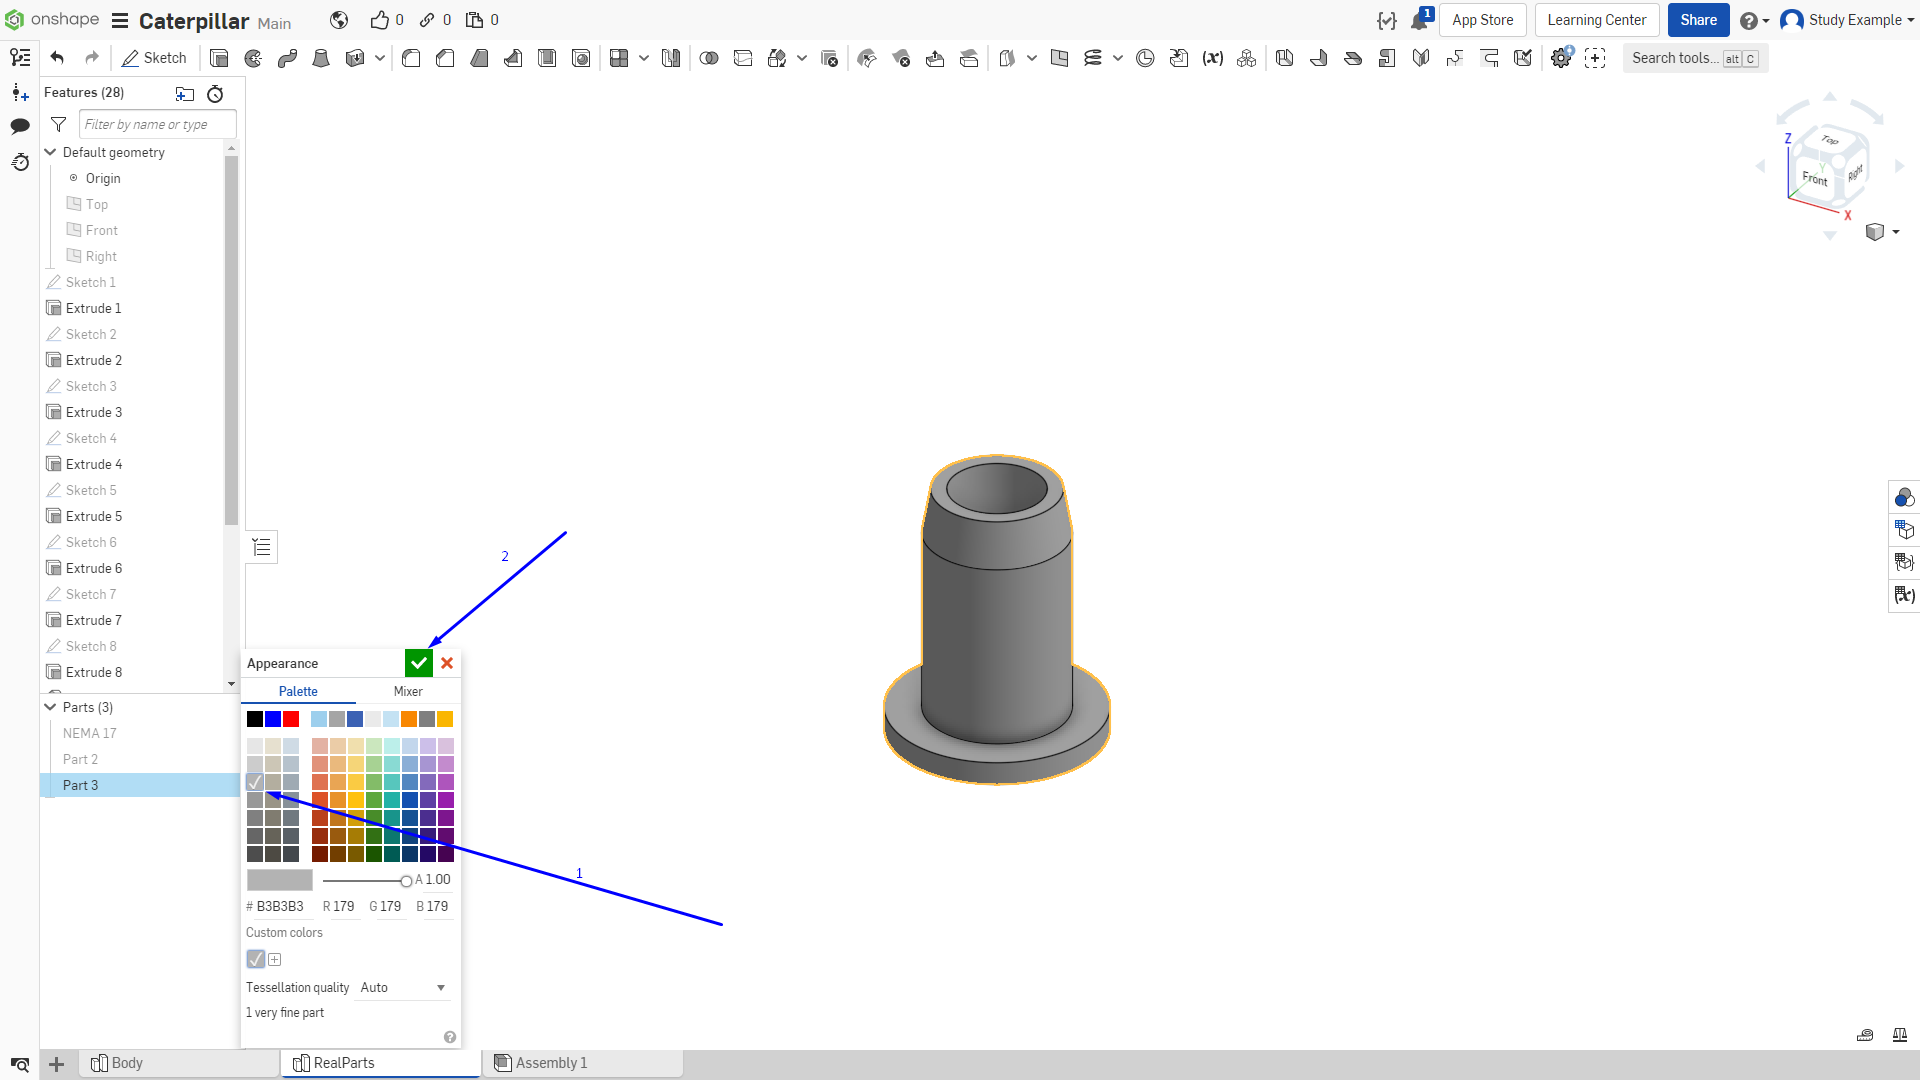 onshape Caterpillar Main 0 0 0 1 App Store Learning Center Share Study Example
Sketch Search tools... alt C
Features (28)
Filter by name or type
Default geometry
Origin
Top
Front
Right
Sketch 1
Extrude 1
Sketch 2
Extrude 2
Sketch 3
Extrude 3
Sketch 4
Extrude 4
Sketch 5
Extrude 5
Sketch 6
Extrude 6
Sketch 7
Extrude 7
Sketch 8
Extrude 8
Parts (3)
NEMA 17
Part 2
Part 3
Z
Top
Y
Front
Right
X
2
1
Appearance
Palette Mixer
A 1.00
# B3B3B3 R 179 G 179 B 179
Custom colors
Tessellation quality Auto
1 very fine part
Body RealParts Assembly 1